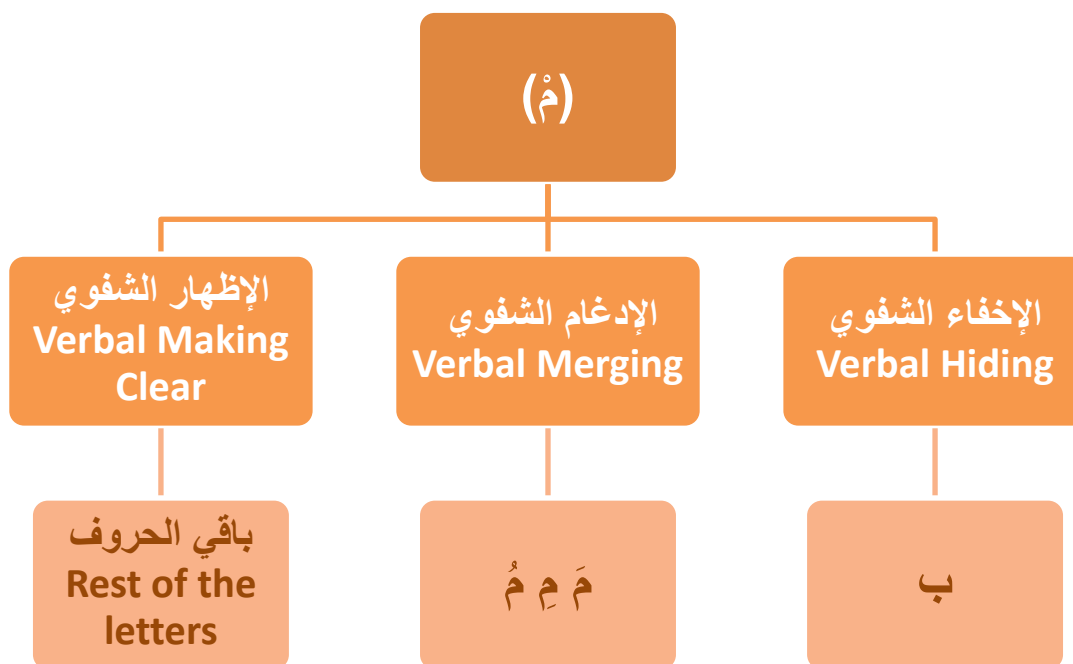 (مْ)
الإظهار الشفوي
Verbal Making
Clear
الإدغام الشفوي
Verbal Merging
الإخفاء الشفوي
Verbal Hiding
باقي الحروف
Rest of the
letters
مَ مِ مُ
ب